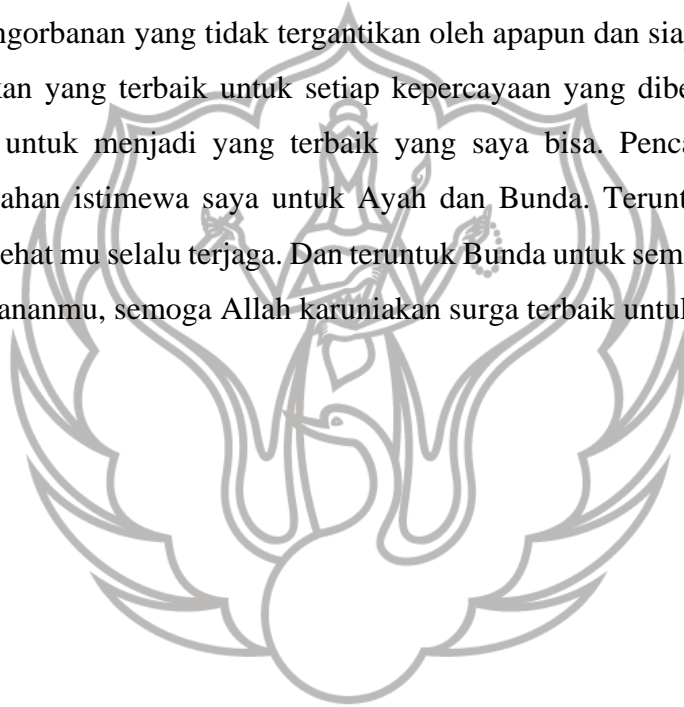 ngorbanan yang tidak tergantikan oleh apapun dan sia
kan yang terbaik untuk setiap kepercayaan yang dibe
untuk menjadi yang terbaik yang saya bisa. Penca
ahan istimewa saya untuk Ayah dan Bunda. Terunt
ehat mu selalu terjaga. Dan teruntuk Bunda untuk sem
ananmu, semoga Allah karuniakan surga terbaik untuk